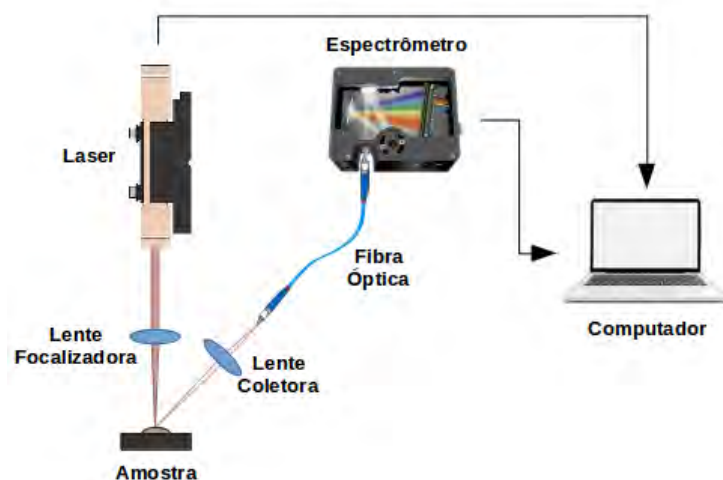 Espectrômetro
Laser
Fibra
Óptica
Lente
Focalizadora
Lente
Coletora
Computador
Amostra